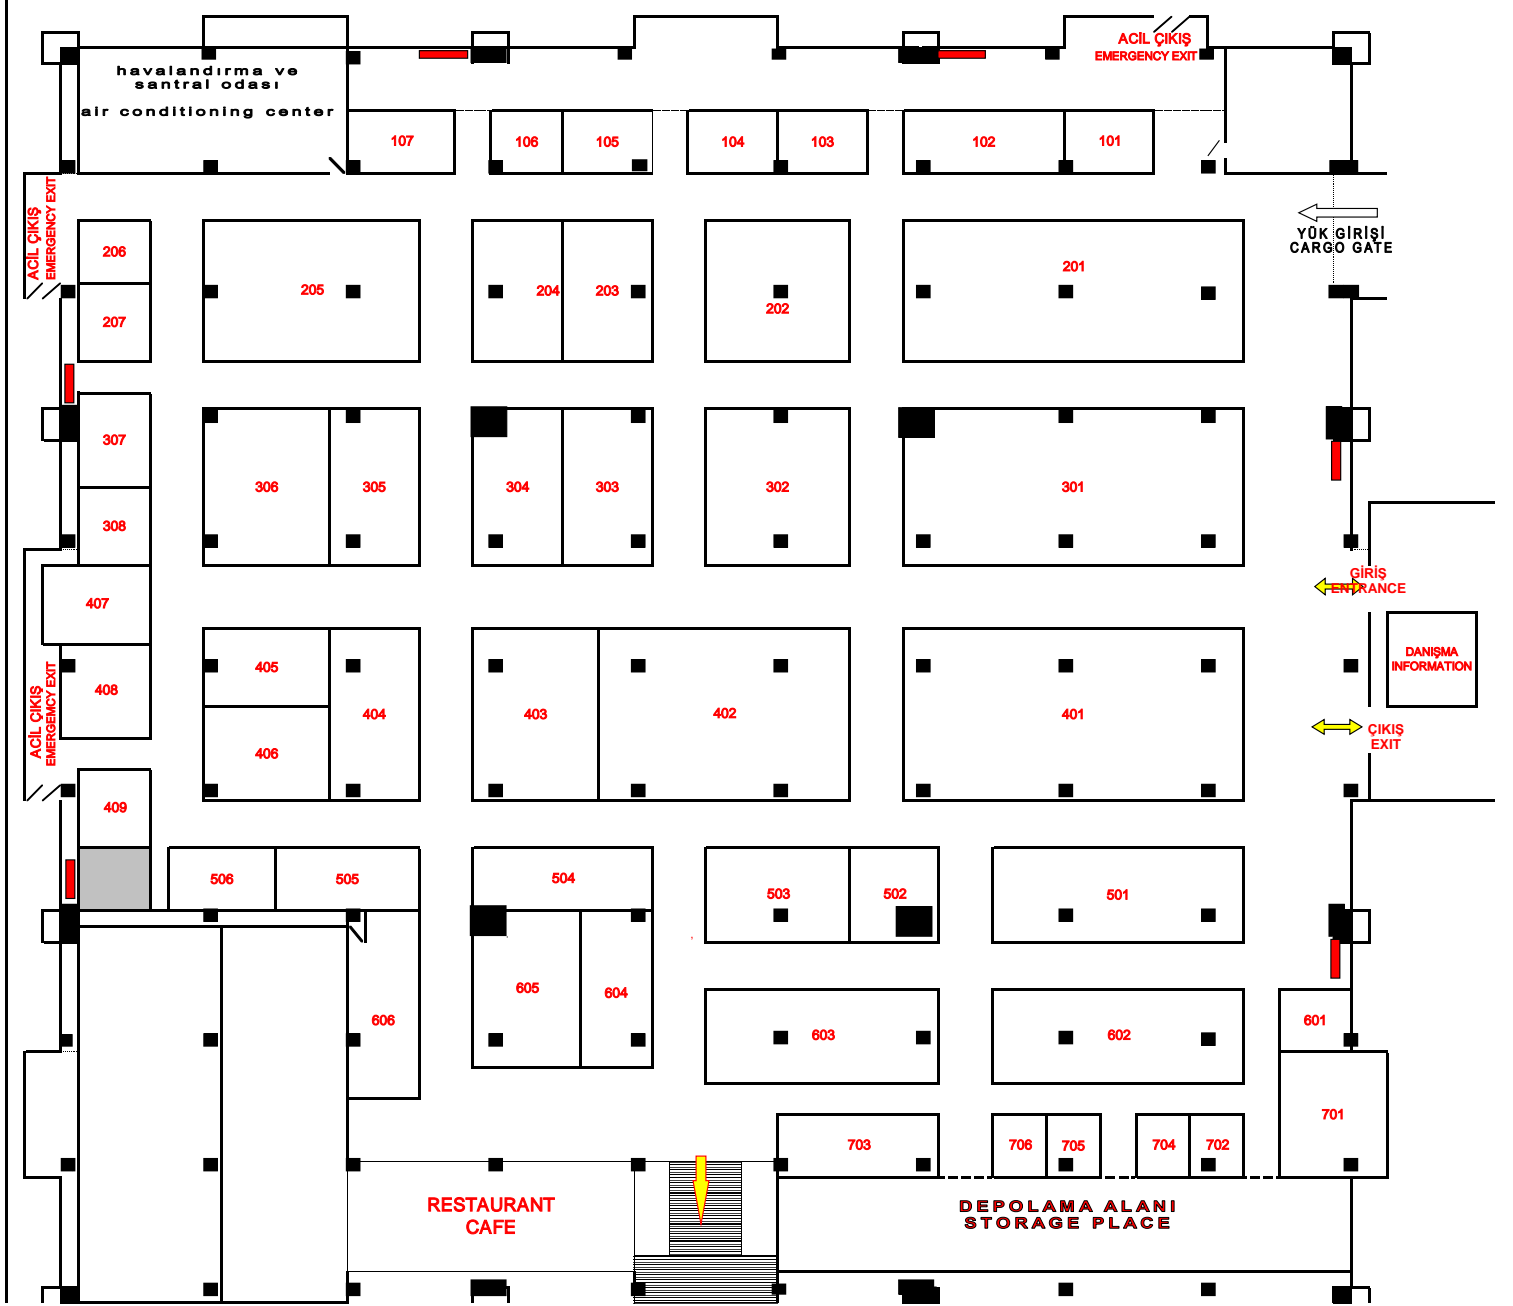 ACİL ÇIKIŞ
EMERGENCY EXIT
havalandırma ve
santral odası
air conditioning center
107
106
105
104
103
102
101
ACİL ÇIKIŞ
EMERGENCY EXIT
YÜK GİRİŞİ
CARGO GATE
206
205
204
203
202
201
207
307
306
305
304
303
302
301
308
GİRİŞ
ENTRANCE
407
405
DANIŞMA
INFORMATION
ACİL ÇIKIŞ
EMERGEMCY EXIT
408
404
403
402
401
ÇIKIŞ
EXIT
406
409
506
505
504
503
502
501
605
604
606
603
602
601
703
706
705
704
702
701
RESTAURANT
CAFE
DEPOLAMA ALANI
STORAGE PLACE